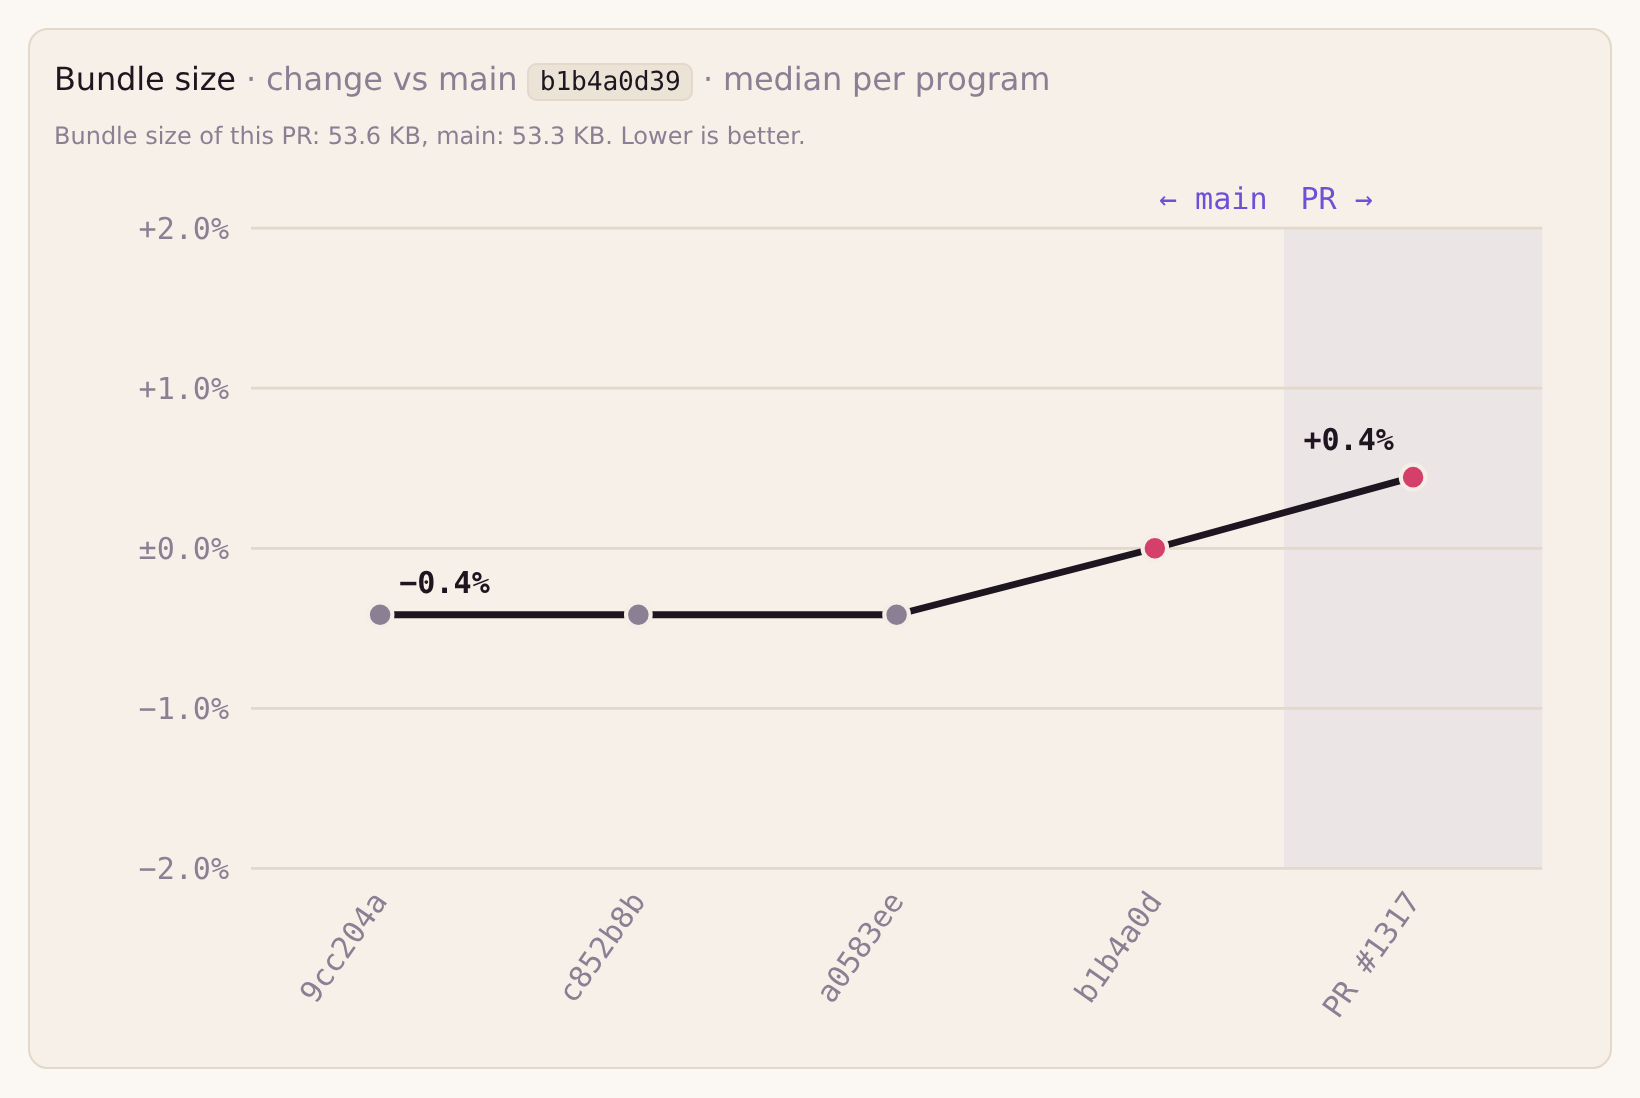 Bundle size · change vs main b1b4a0d39 · median per program
Bundle size of this PR: 53.6 KB, main: 53.3 KB. Lower is better.
← main PR →
+2.0%
+1.0%
+0.4%
±0.0%
−0.4%
−1.0%
−2.0%
9cc204a
c852b8b
a0583ee
b1b4a0d
PR #1317